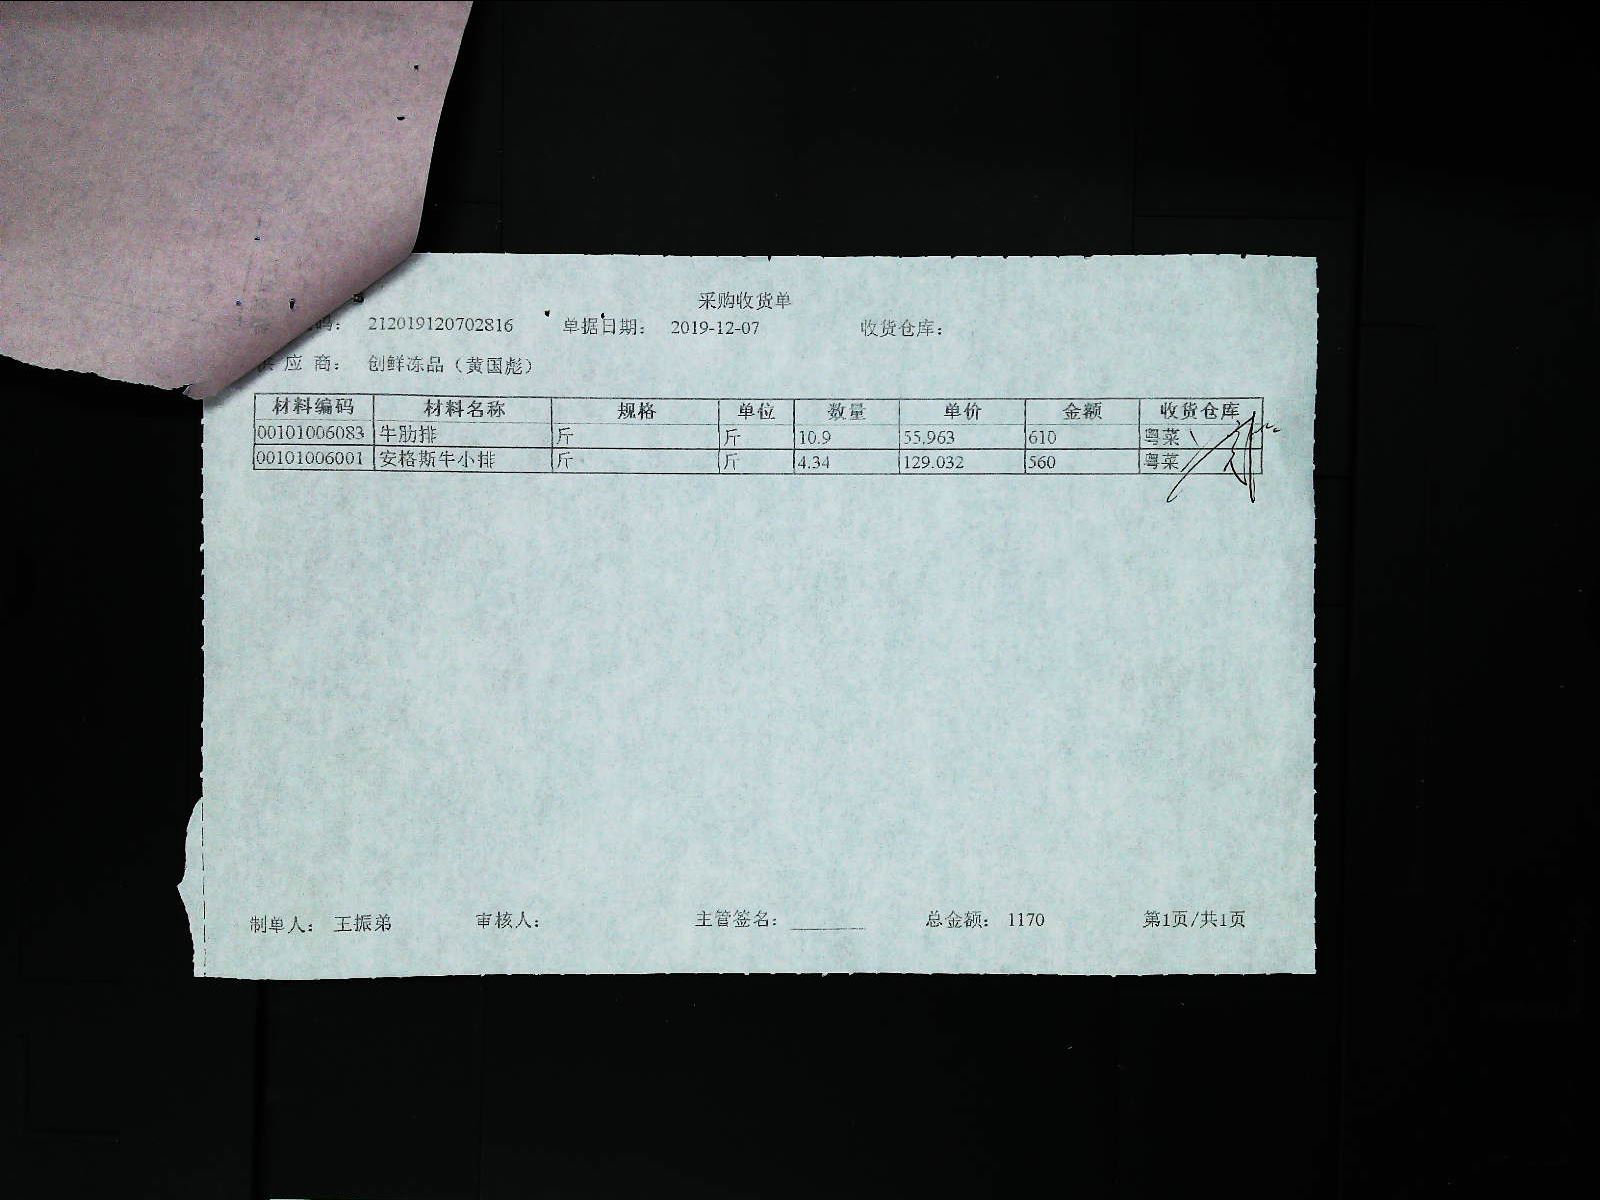 采购收货单
码: 212019120702816 单据日期: 2019-12-07 收货仓库:
应 商: 创鲜冻品（黄国彪）
材料编码 材料名称 规格 单位 数量 单价 金额 收货仓库
00101006083 牛肋排 斤 斤 10.9 55.963 610 粤菜
00101006001 安格斯牛小排 斤 斤 4.34 129.032 560 粤菜
制单人: 王振弟 审核人: 主管签名: 总金额: 1170 第1页/共1页